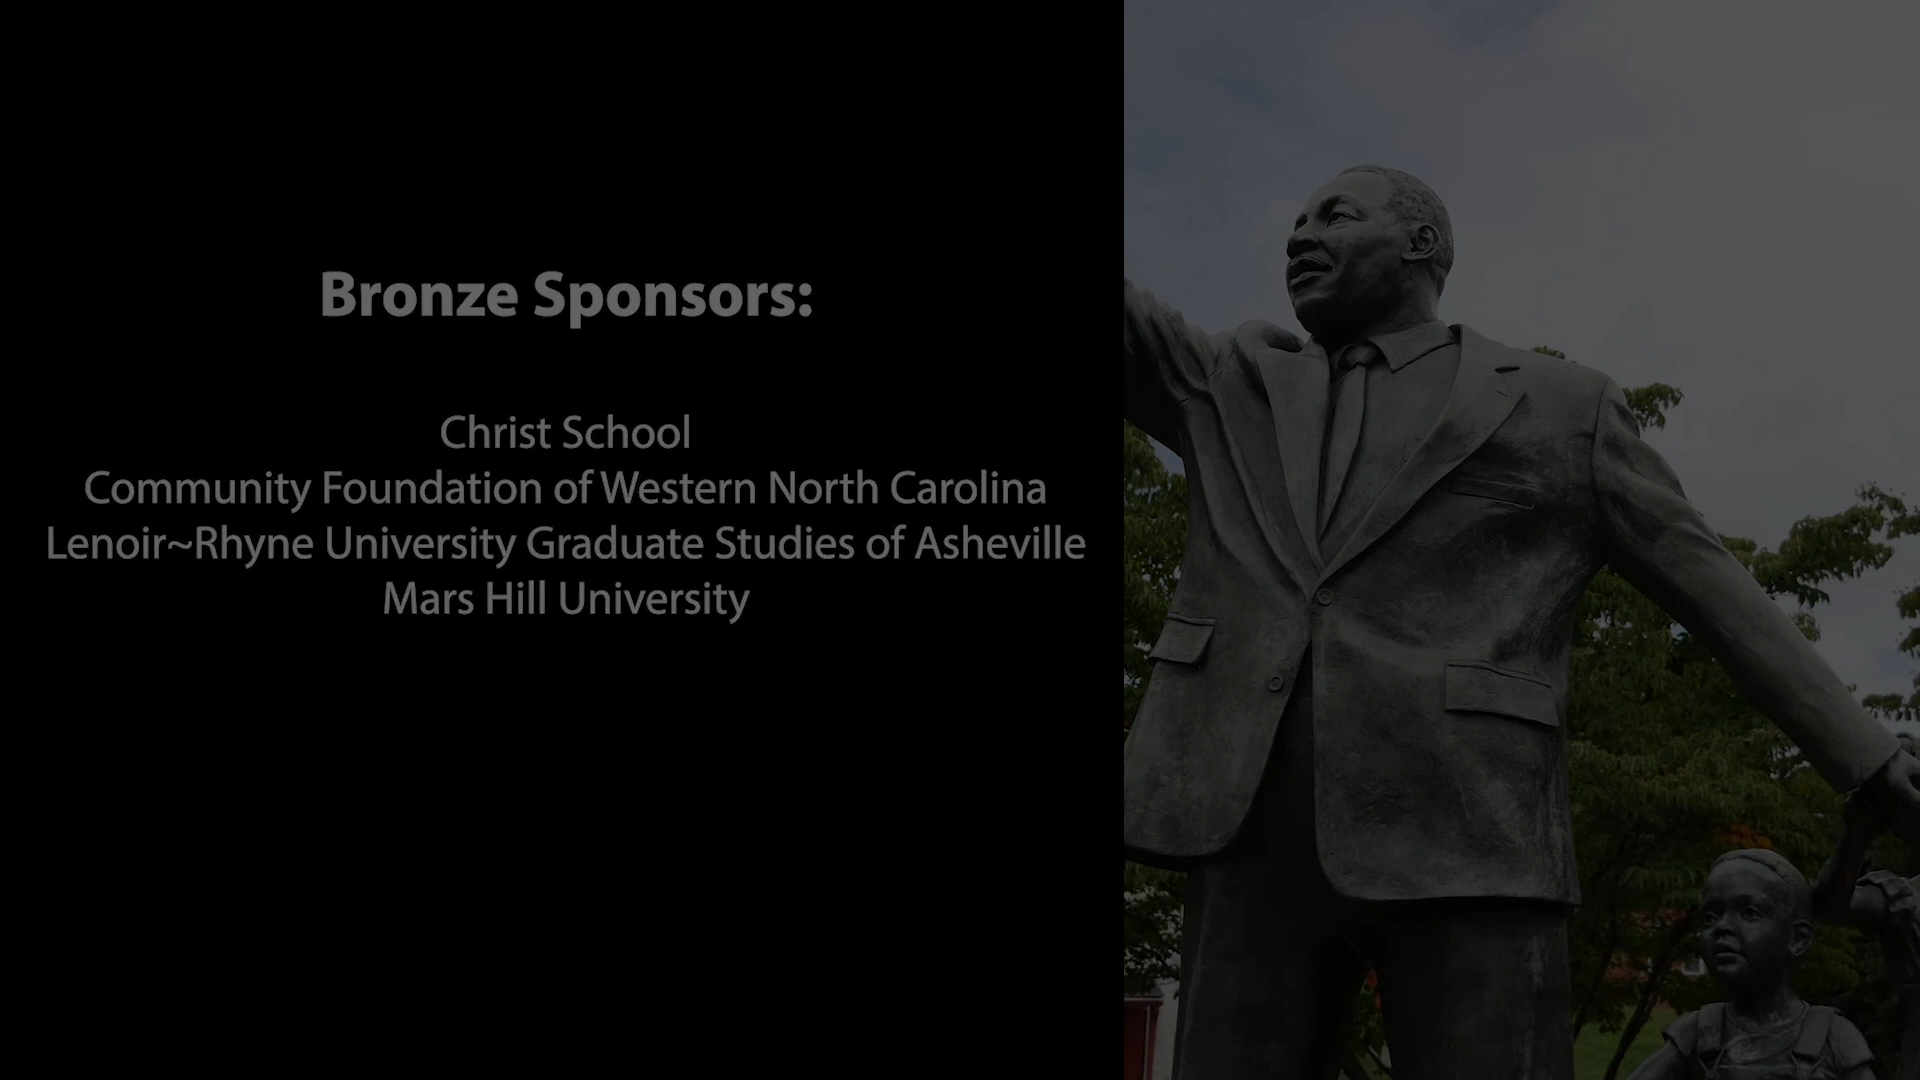 Bronze Sponsors:
Christ School
Community Foundation of Western North Carolina
Lenoir~Rhyne University Graduate Studies of Asheville
Mars Hill University